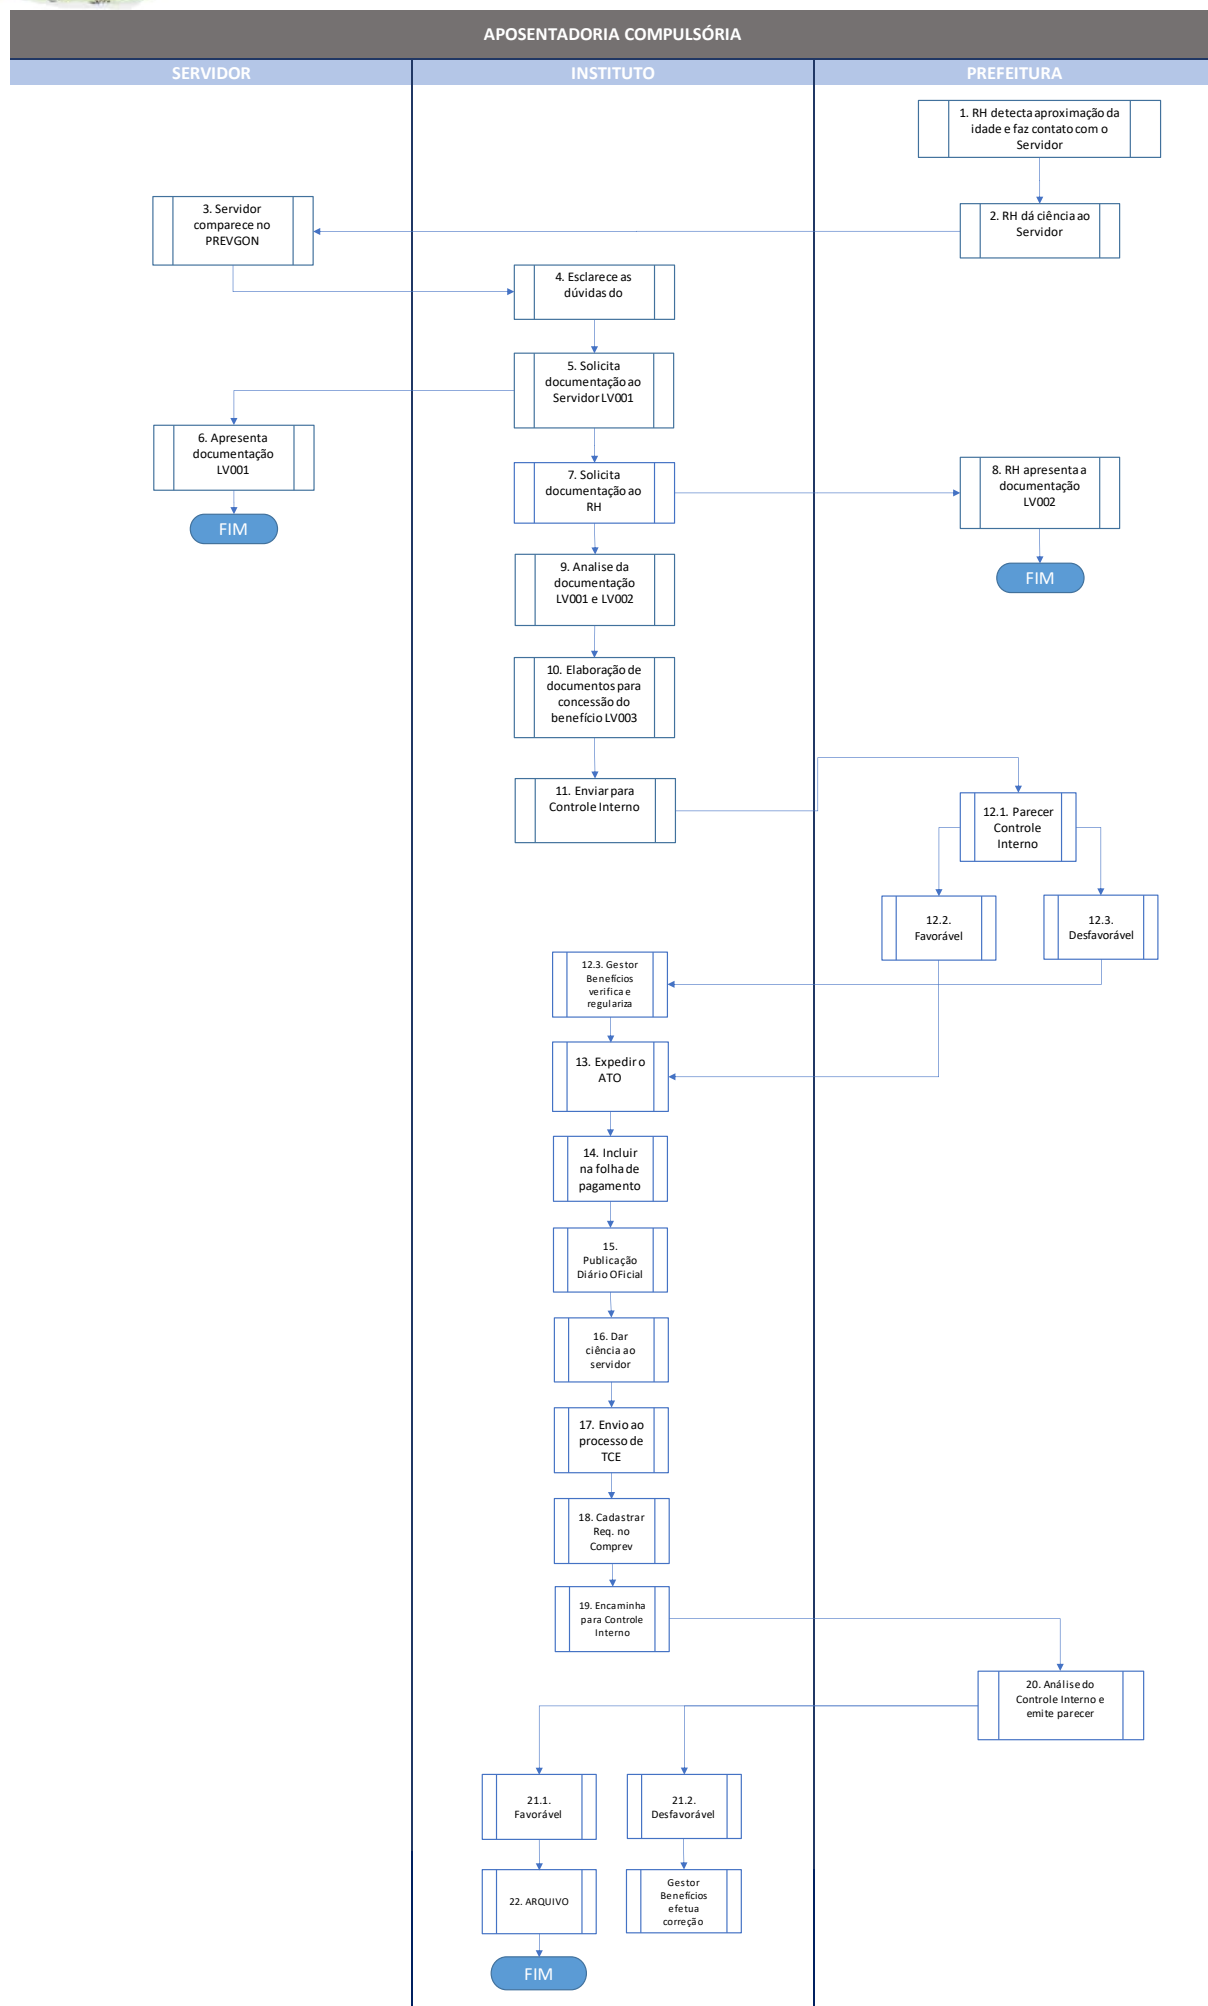 APOSENTADORIA COMPULSÓRIA
SERVIDOR
INSTITUTO
PREFEITURA
1. RH detecta aproximação da
idade e faz contato com o
Servidor
2. RH dá ciência ao
Servidor
3. Servidor
comparece no
PREVGON
4. Esclarece as
dúvidas do
5. Solicita
documentação ao
Servidor LV001
6. Apresenta
documentação
LV001
FIM
7. Solicita
documentação ao
RH
8. RH apresenta a
documentação
LV002
FIM
9. Analise da
documentação
LV001 e LV002
10. Elaboração de
documentos para
concessão do
benefício LV003
11. Enviar para
Controle Interno
12.1. Parecer
Controle
Interno
12.2.
Favorável
12.3.
Desfavorável
12.3. Gestor
Benefícios
verifica e
regulariza
13. Expedir o
ATO
14. Incluir
na folha de
pagamento
15.
Publicação
Diário OFicial
16. Dar
ciência ao
servidor
17. Envio ao
processo de
TCE
18. Cadastrar
Req. no
Comprev
19. Encaminha
para Controle
Interno
20. Análise do
Controle Interno e
emite parecer
21.1.
Favorável
21.2.
Desfavorável
22. ARQUIVO
Gestor
Benefícios
efetua
correção
FIM